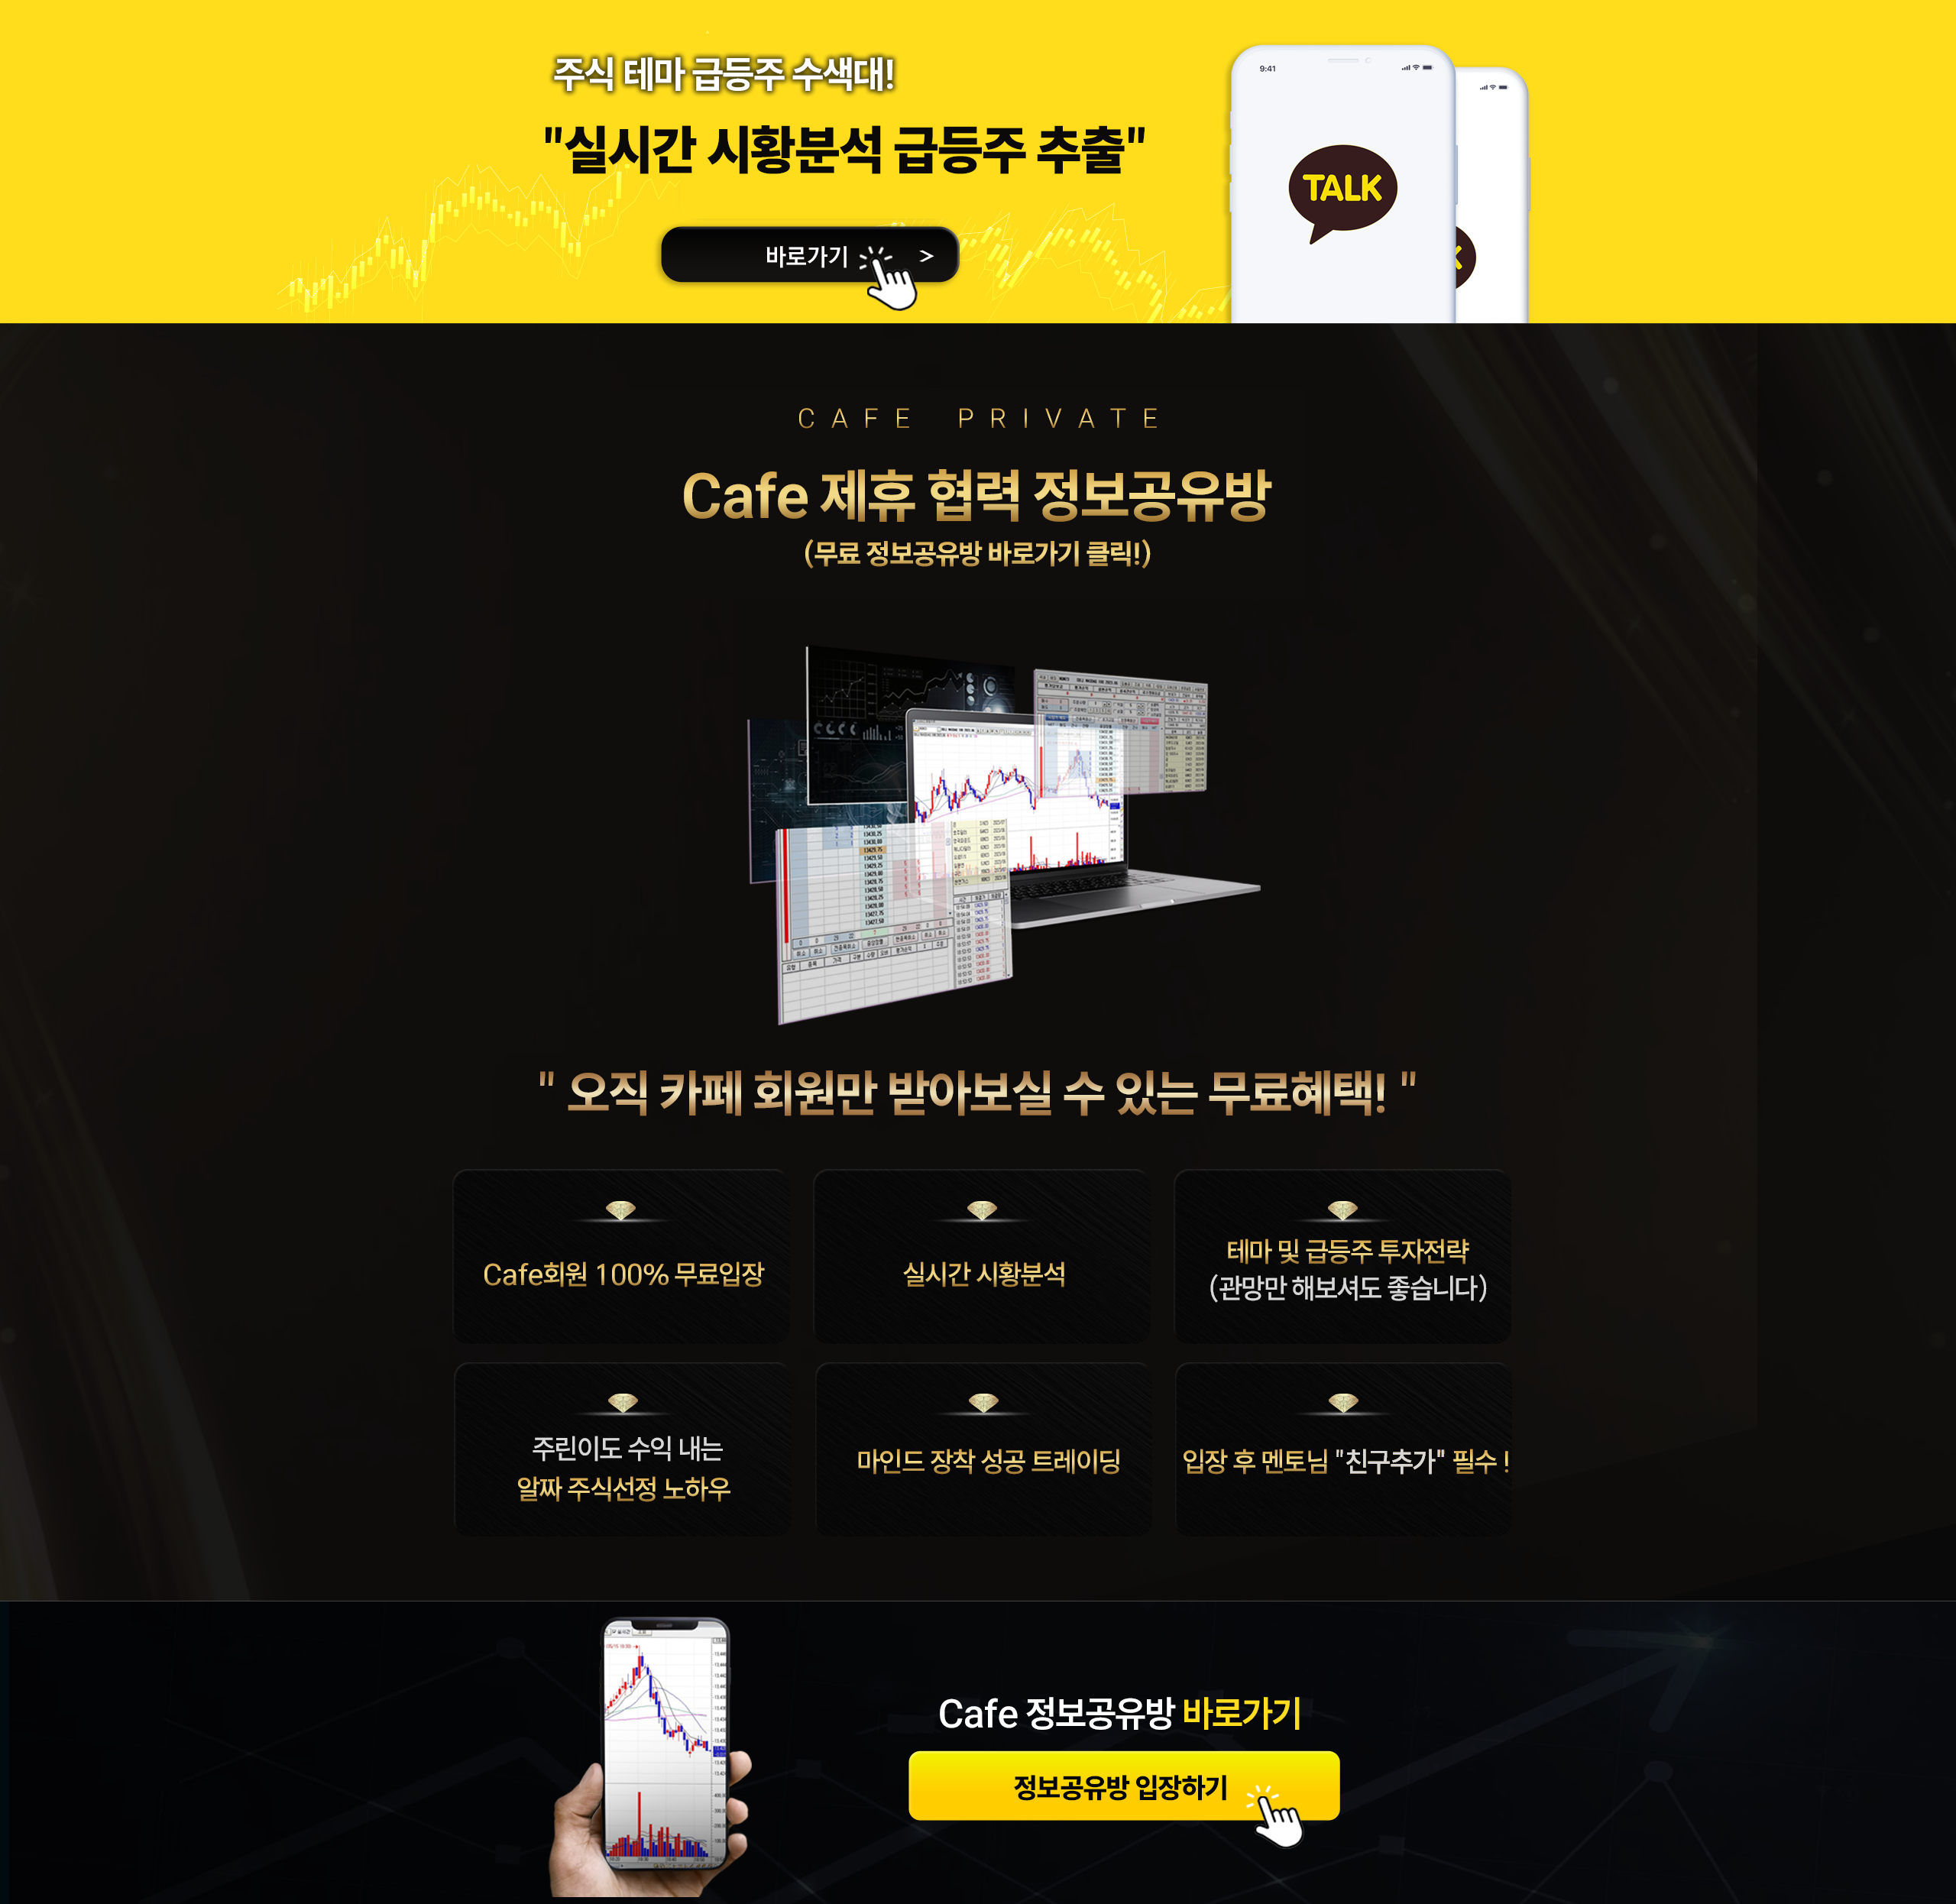 주식 테마 급등주 수색대!
"실시간 시황분석 급등주 추출"
바로가기 >
9:41
TALK
CAFE PRIVATE
Cafe 제휴 협력 정보공유방
(무료 정보공유방 바로가기 클릭!)
" 오직 카페 회원만 받아보실 수 있는 무료혜택! "
Cafe회원 100% 무료입장
실시간 시황분석
테마 및 급등주 투자전략
(관망만 해보셔도 좋습니다)
주린이도 수익 내는
알짜 주식선정 노하우
마인드 장착 성공 트레이딩
입장 후 멘토님 "친구추가" 필수 !
Cafe 정보공유방 바로가기
정보공유방 입장하기